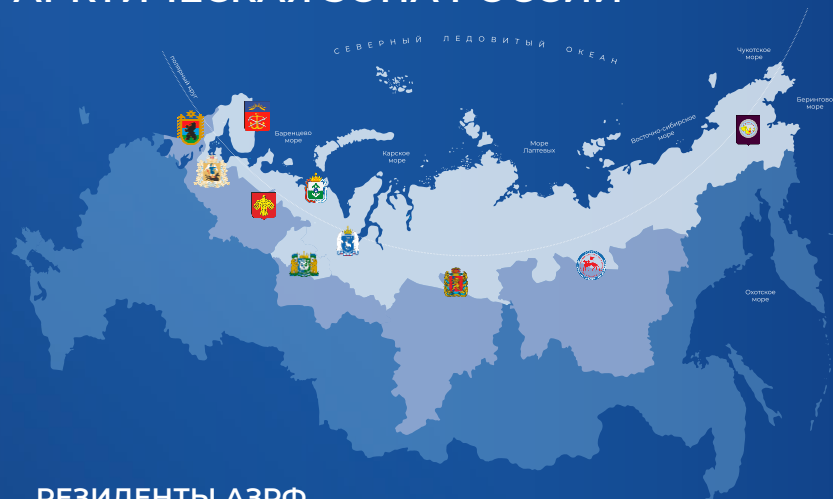 АРКТИЧЕСКАЯ ЗОНА РОССИИ
СЕВЕРНЫЙ ЛЕДОВИТЫЙ ОКЕАН
Чукотское
море
полярный круг
Берингово
море
Баренцево
море
Восточно-сибирское
море
Море
Лаптевых
Карское
море
Охотское
море
РЕЗИДЕНТЫ АЗРФ